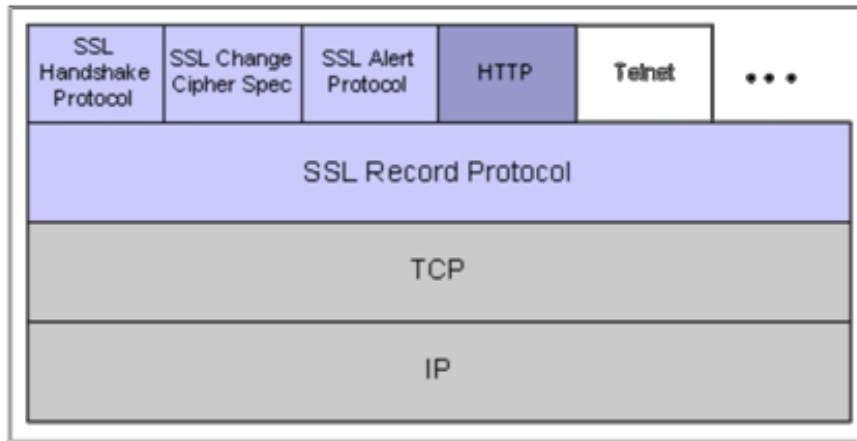 SSL
Handshake
Protocol
SSL Change
Cipher Spec
SSL Alert
Protocol
HTTP
Telnet
•••
SSL Record Protocol
TCP
IP